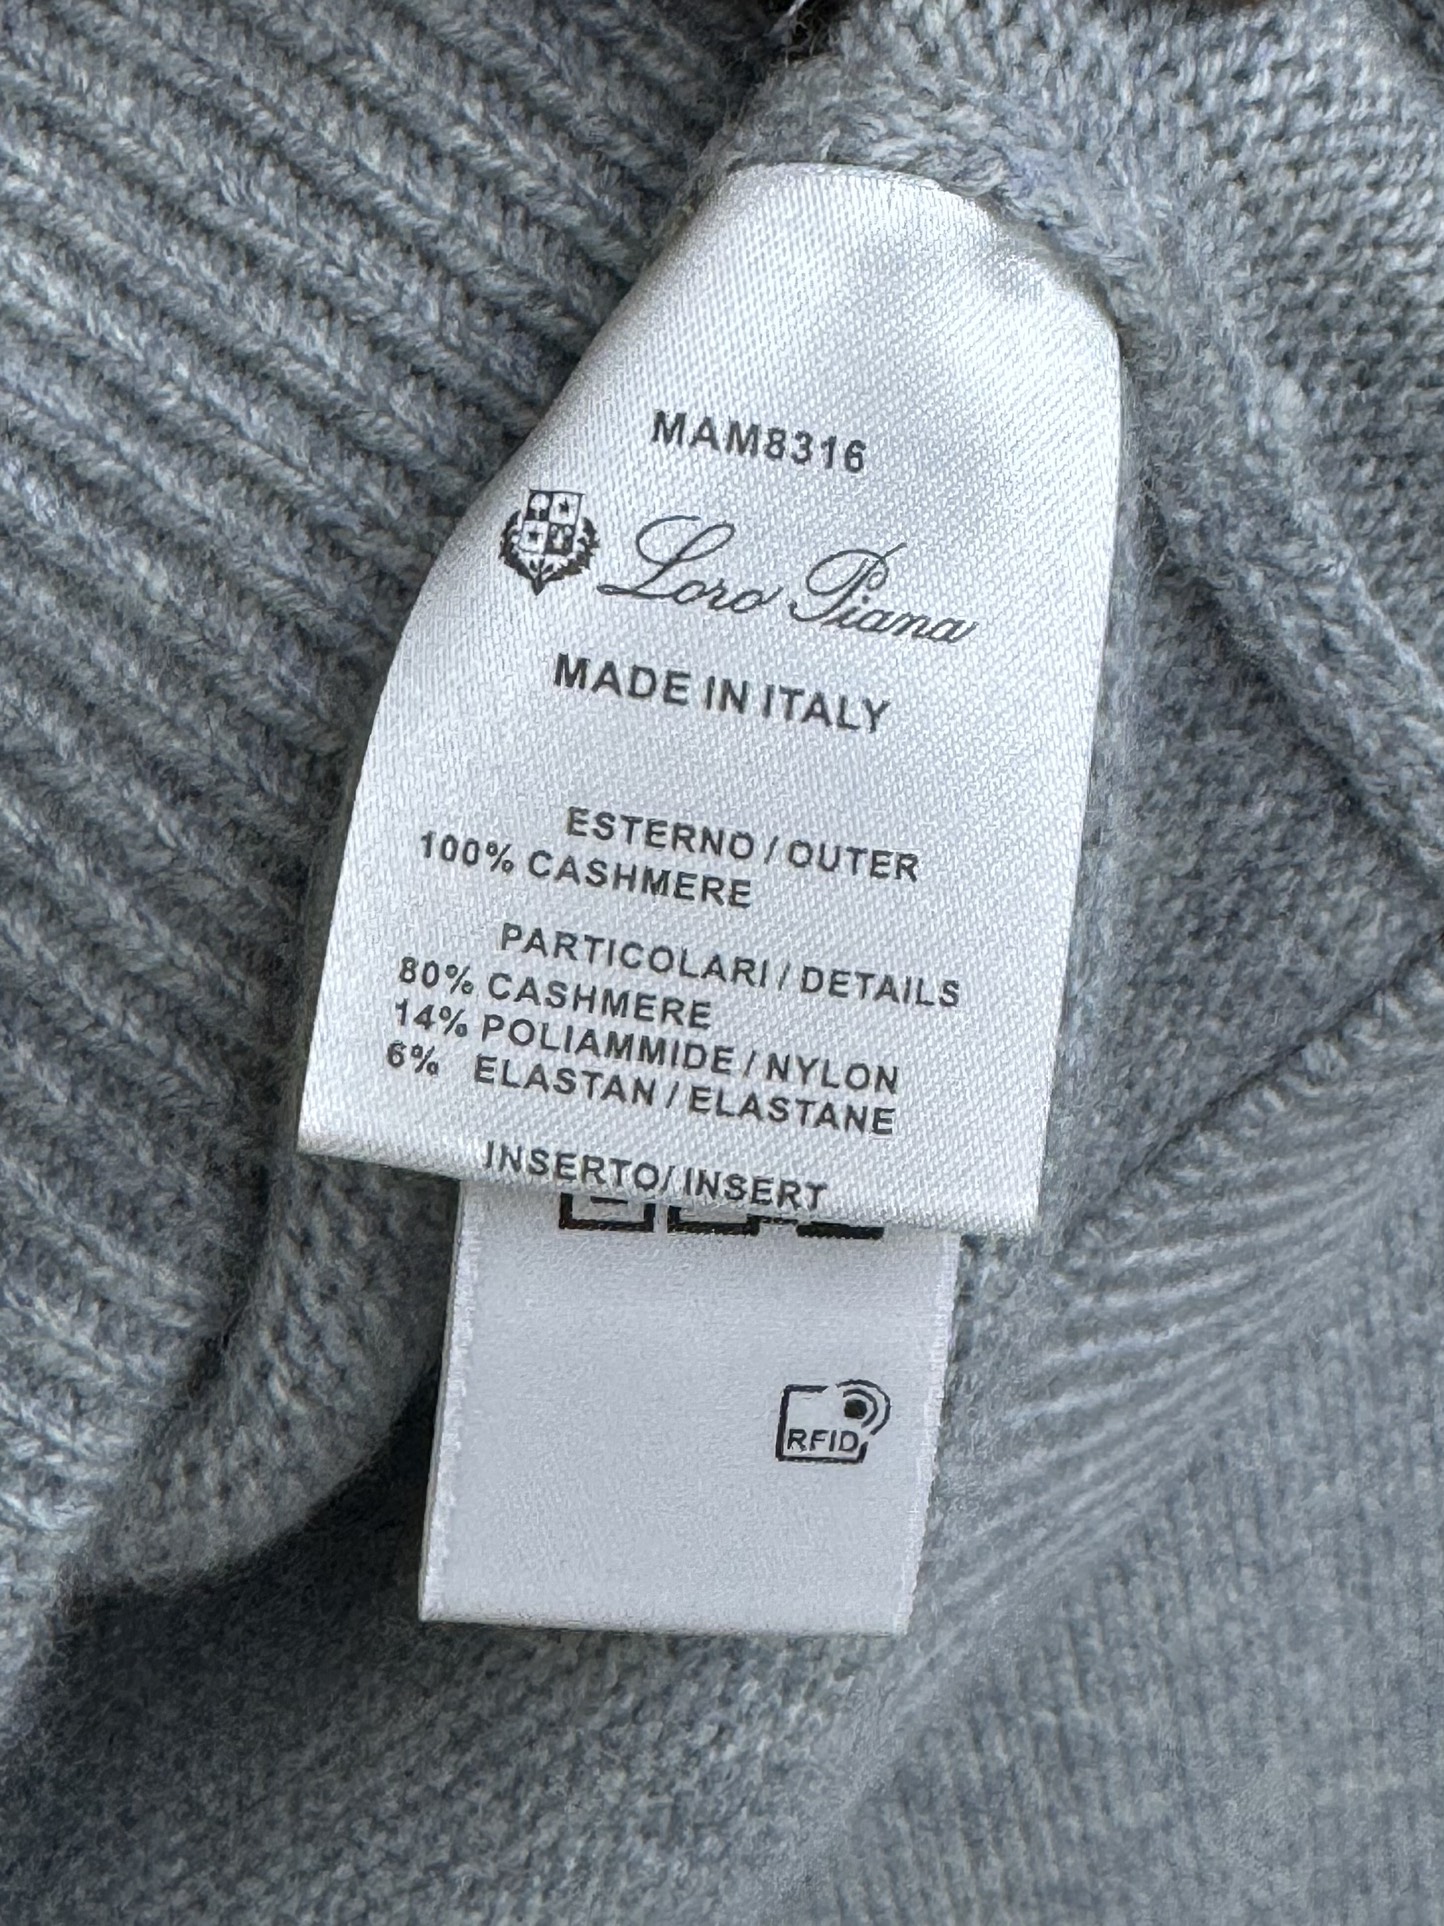 MAM8316
Loro Piana
MADE IN ITALY
ESTERNO / OUTER
100% CASHMERE
PARTICOLARI / DETAILS
80% CASHMERE
14% POLIAMMIDE / NYLON
6% ELASTAN / ELASTANE
INSERTO/ INSERT
RFID